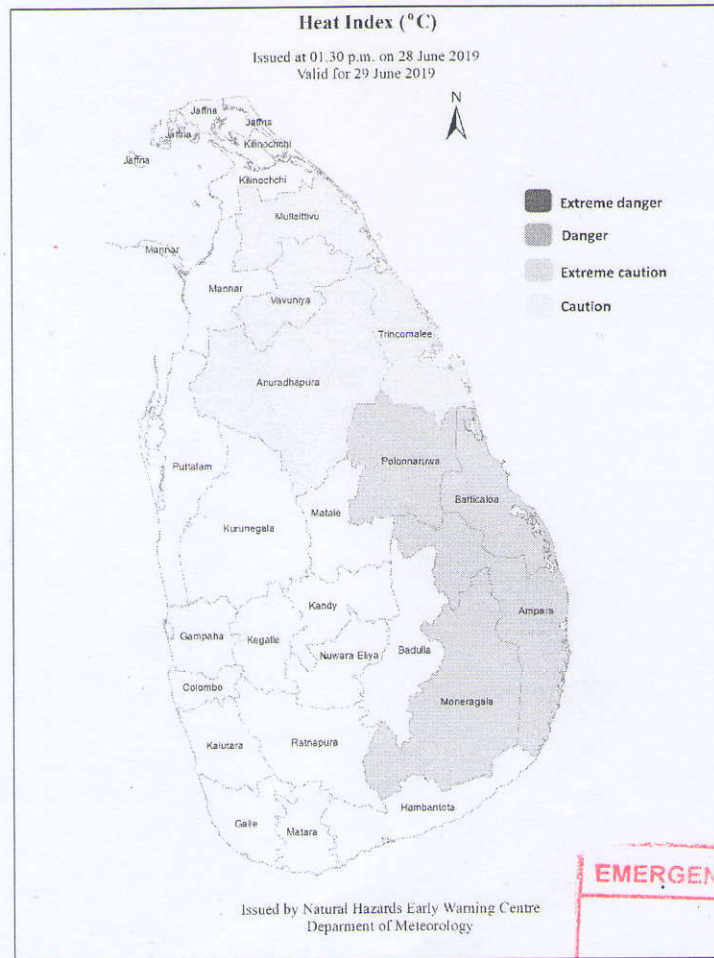 Heat Index (°C)
Issued at 01.30 p.m. on 28 June 2019
Valid for 29 June 2019
N
Jaffna
Jaffna
Jaffna
Kilinochchi
Jaffna
Kilinochchi
Mullaittivu
Extreme danger
Danger
Extreme caution
Caution
Mannar
Mannar
Vavuniya
Trincomalee
Anuradhapura
Puttalam
Polonnaruwa
Batticaloa
Matale
Kurunegala
Kandy
Ampara
Gampaha
Kegalle
Nuwara Eliya
Badulla
Colombo
Moneragala
Kalutara
Ratnapura
Hambantota
Galle
Matara
EMERGEN
Issued by Natural Hazards Early Warning Centre
Deparment of Meteorology